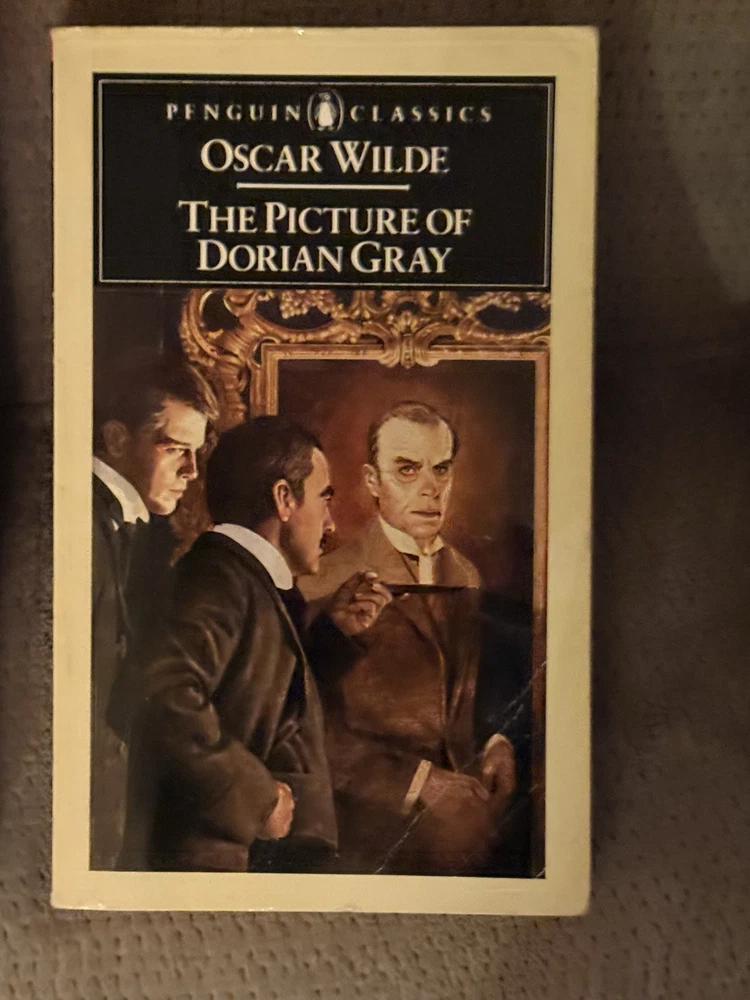 PENGUIN CLASSICS
OSCAR WILDE
THE PICTURE OF
DORIAN GRAY